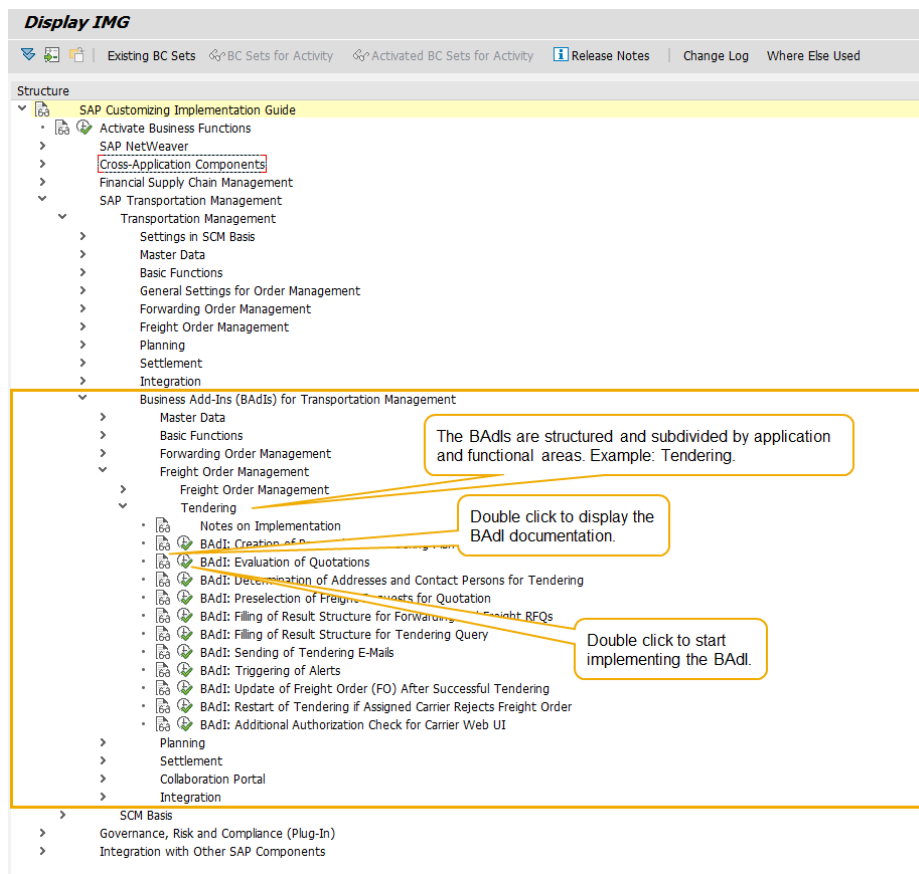 Display IMG
Existing BC Sets BC Sets for Activity Activated BC Sets for Activity Release Notes Change Log Where Else Used
Structure
SAP Customizing Implementation Guide
Activate Business Functions
SAP NetWeaver
Cross-Application Components
Financial Supply Chain Management
SAP Transportation Management
Transportation Management
Settings in SCM Basis
Master Data
Basic Functions
General Settings for Order Management
Forwarding Order Management
Freight Order Management
Planning
Settlement
Integration
Business Add-Ins (BAdIs) for Transportation Management
Master Data
Basic Functions
Forwarding Order Management
Freight Order Management
Freight Order Management
Tendering
The BAdIs are structured and subdivided by application
and functional areas. Example: Tendering.
Notes on Implementation
BAdI: Creation of
Double click to display the
BAdI documentation.
BAdI: Evaluation of Quotations
BAdI: Determination of Addresses and Contact Persons for Tendering
BAdI: Preselection of Freight Requests for Quotation
BAdI: Filling of Result Structure for Forwarding and Freight RFQs
BAdI: Filling of Result Structure for Tendering Query
BAdI: Sending of Tendering E-Mails
BAdI: Triggering of Alerts
Double click to start
implementing the BAdI.
BAdI: Update of Freight Order (FO) After Successful Tendering
BAdI: Restart of Tendering if Assigned Carrier Rejects Freight Order
BAdI: Additional Authorization Check for Carrier Web UI
Planning
Settlement
Collaboration Portal
Integration
SCM Basis
Governance, Risk and Compliance (Plug-In)
Integration with Other SAP Components